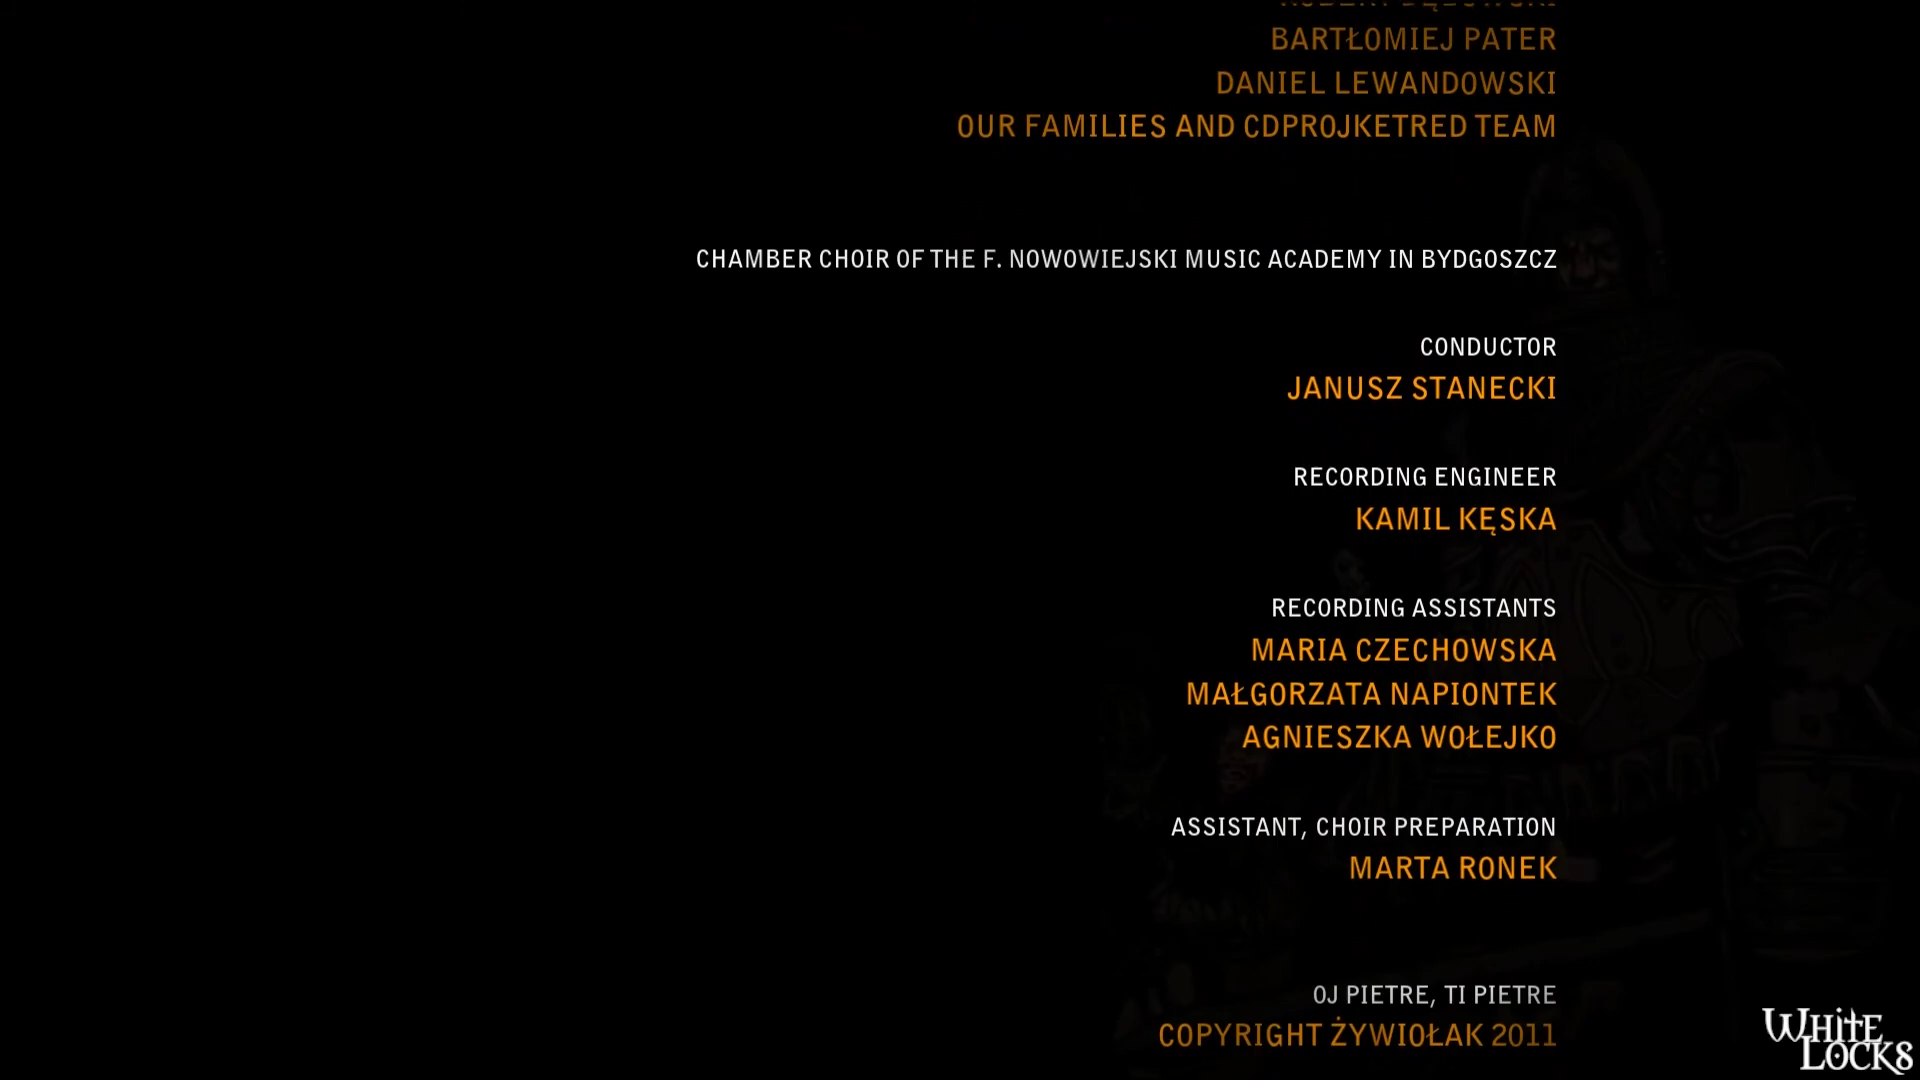 BARTŁOMIEJ PATER
DANIEL LEWANDOWSKI
OUR FAMILIES AND CDPROJKETRED TEAM
CHAMBER CHOIR OF THE F. NOWOWIEJSKI MUSIC ACADEMY IN BYDGOSZCZ
CONDUCTOR
JANUSZ STANECKI
RECORDING ENGINEER
KAMIL KĘSKA
RECORDING ASSISTANTS
MARIA CZECHOWSKA
MAŁGORZATA NAPIONTEK
AGNIESZKA WOŁEJKO
ASSISTANT, CHOIR PREPARATION
MARTA RONEK
OJ PIETRE, TI PIETRE
COPYRIGHT ŻYWIOŁAK 2011
WHITE
LOCKS